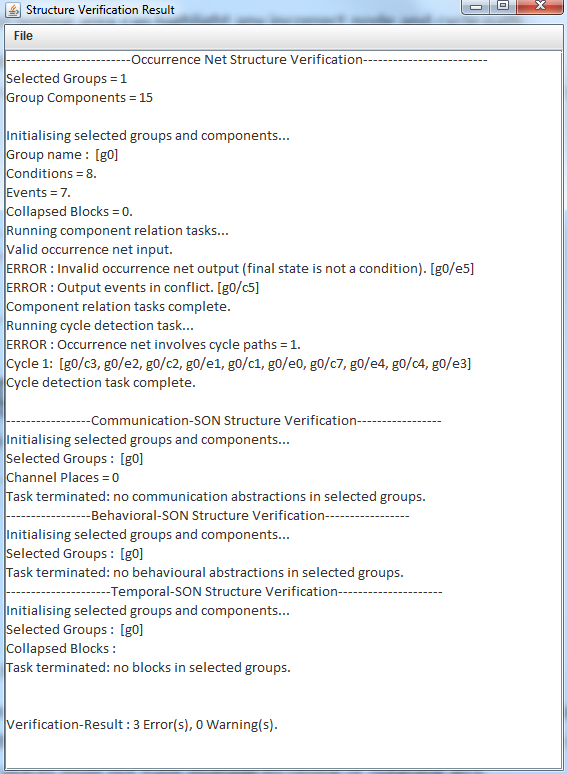 Structure Verification Result
File
-------------------------Occurrence Net Structure Verification-------------------------
Selected Groups = 1
Group Components = 15
Initialising selected groups and components...
Group name :  [g0]
Conditions = 8.
Events = 7.
Collapsed Blocks = 0.
Running component relation tasks...
Valid occurrence net input.
ERROR : Invalid occurrence net output (final state is not a condition). [g0/e5]
ERROR : Output events in conflict. [g0/c5]
Component relation tasks complete.
Running cycle detection task...
ERROR : Occurrence net involves cycle paths = 1.
Cycle 1:  [g0/c3, g0/e2, g0/c2, g0/e1, g0/c1, g0/e0, g0/c7, g0/e4, g0/c4, g0/e3]
Cycle detection task complete.
-----------------Communication-SON Structure Verification-----------------
Initialising selected groups and components...
Selected Groups :  [g0]
Channel Places = 0
Task terminated: no communication abstractions in selected groups.
-----------------Behavioral-SON Structure Verification-----------------
Initialising selected groups and components...
Selected Groups :  [g0]
Task terminated: no behavioural abstractions in selected groups.
---------------------Temporal-SON Structure Verification---------------------
Initialising selected groups and components...
Selected Groups :  [g0]
Collapsed Blocks :
Task terminated: no blocks in selected groups.
Verification-Result : 3 Error(s), 0 Warning(s).